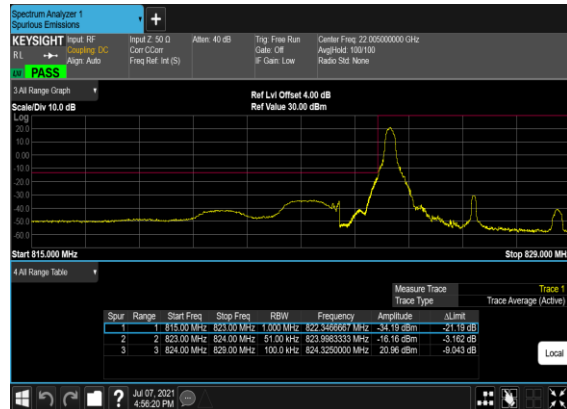 Spectrum Analyzer 1
Spurious Emissions
+
KEYSIGHT Input: RF Input Z: 50 Ω Atten: 40 dB Trig: Free Run Center Freq: 22.005000000 GHz
RL Coupling: DC Corr CCorr Gate: Off Avg|Hold: 100/100
Align: Auto Freq Ref: Int (S) IF Gain: Low Radio Std: None
PASS
3 All Range Graph
Ref Lvl Offset 4.00 dB
Scale/Div 10.0 dB Ref Value 30.00 dBm
Log
20.0
10.0
0.00
-10.0
-20.0
-30.0
-40.0
-50.0
-60.0
Start 815.000 MHz Stop 829.000 MHz
4 All Range Table
Measure Trace Trace 1
Trace Type Trace Average (Active)
Spur Range Start Freq Stop Freq RBW Frequency Amplitude ΔLimit
1 1 815.00 MHz 823.00 MHz 1.000 MHz 822.3466667 MHz -34.19 dBm -21.19 dB
2 2 823.00 MHz 824.00 MHz 51.00 kHz 823.9983333 MHz -16.16 dBm -3.162 dB
3 3 824.00 MHz 829.00 MHz 100.0 kHz 824.3250000 MHz 20.96 dBm -9.043 dB
Local
? Jul 07, 2021
4:56:20 PM